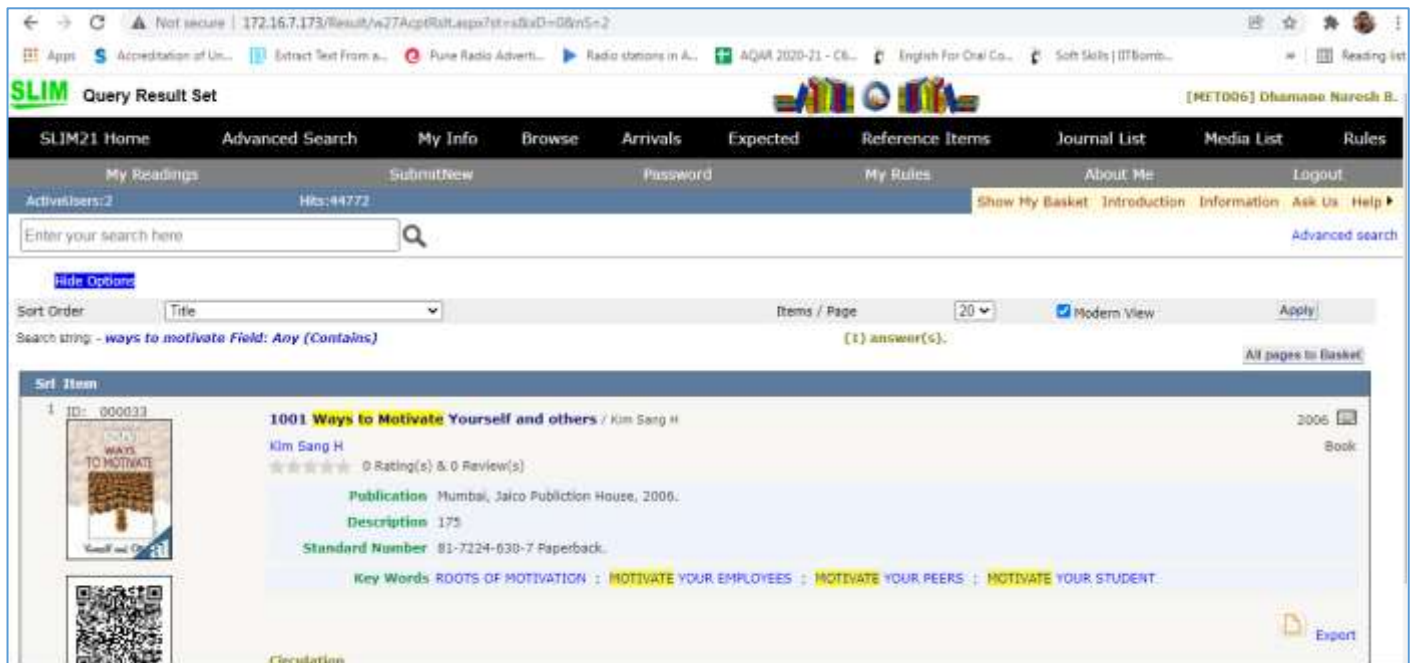 Not secure | 172.16.7.173/Result/w27AcptRslt.aspx?st=s&xD=0&mS=2
Apps Accreditation of Un... Extract Text From a... Pune Radio Adverti... Radio stations in A... AQAR 2020-21 - C6... English For Oral Co... Soft Skills | IITBomb... » Reading list
SLIM Query Result Set [MET006] Dhamane Naresh B.
SLIM21 Home Advanced Search My Info Browse Arrivals Expected Reference Items Journal List Media List Rules
My Readings SubmitNew Password My Rules About Me Logout
ActiveUsers:2 Hits:44772 Show My Basket Introduction Information Ask Us Help
Enter your search here Advanced search
Hide Options
Sort Order Title Items / Page 20 Modern View Apply
Search string: - ways to motivate Field: Any (Contains) (1) answer(s).
All pages to Basket
Srl Item
1 ID: 000033 1001 Ways to Motivate Yourself and others / Kim Sang H 2006
Kim Sang H Book
0 Rating(s) & 0 Review(s)
WAYS
TO MOTIVATE
Publication Mumbai, Jaico Publiction House, 2006.
Description 175
Standard Number 81-7224-630-7 Paperback.
Key Words ROOTS OF MOTIVATION : MOTIVATE YOUR EMPLOYEES : MOTIVATE YOUR PEERS : MOTIVATE YOUR STUDENT
Export
Circulation